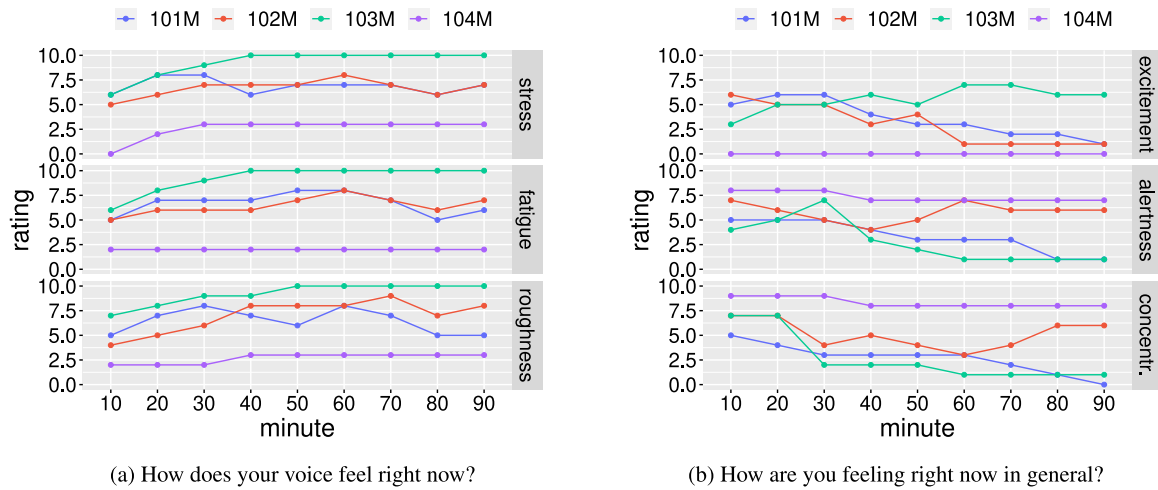 101M 102M 103M 104M
10.0
7.5
5.0
2.5
0.0
stress
10.0
7.5
5.0
2.5
0.0
fatigue
10.0
7.5
5.0
2.5
0.0
roughness
rating
10 20 30 40 50 60 70 80 90
minute
(a) How does your voice feel right now?
101M 102M 103M 104M
10.0
7.5
5.0
2.5
0.0
excitement
10.0
7.5
5.0
2.5
0.0
alertness
10.0
7.5
5.0
2.5
0.0
concentr.
rating
10 20 30 40 50 60 70 80 90
minute
(b) How are you feeling right now in general?